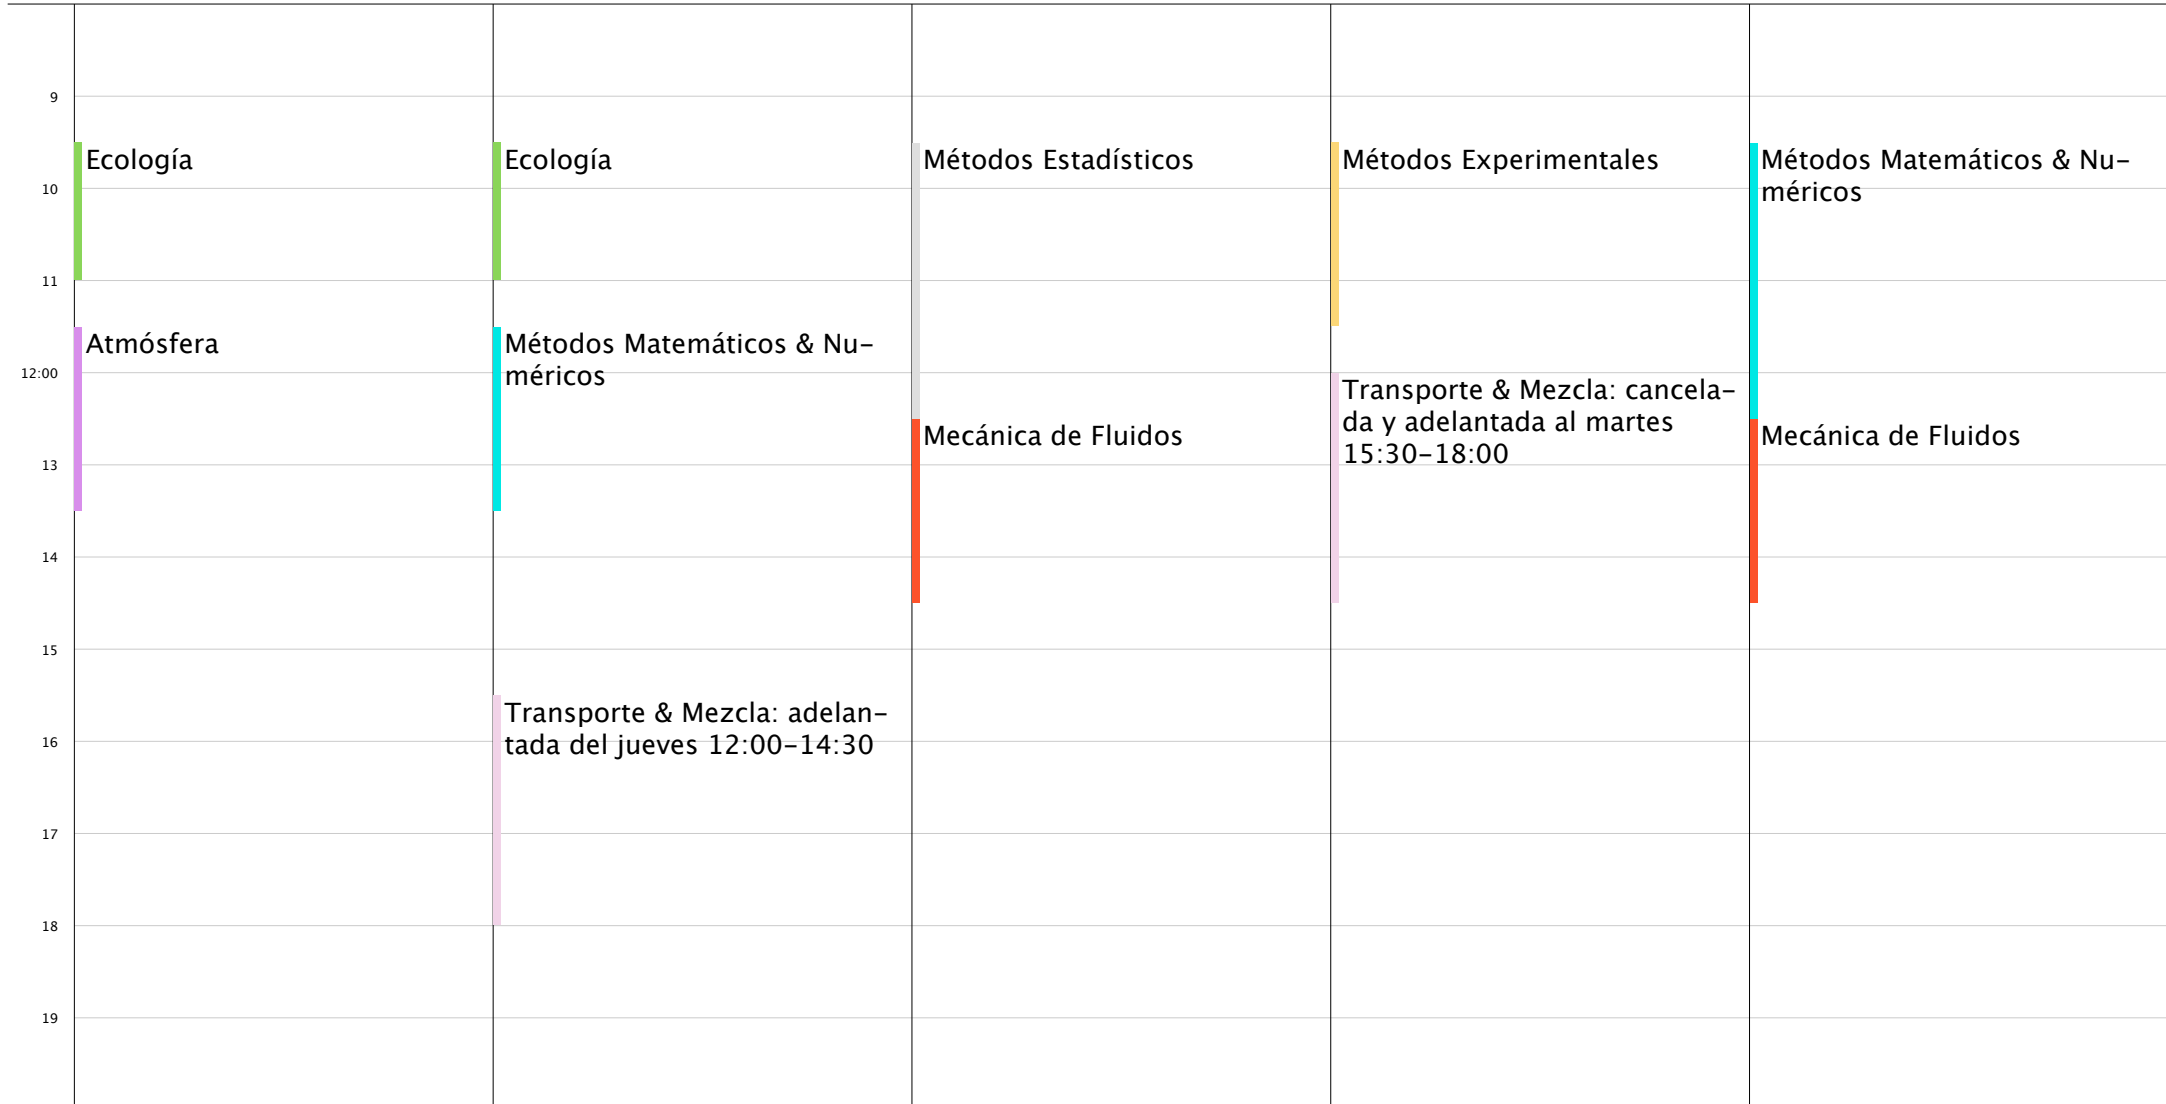 9
10
11
12:00
13
14
15
16
17
18
19
Ecología
Atmósfera
Ecología
Métodos Matemáticos & Nu-
méricos
Transporte & Mezcla: adelan-
tada del jueves 12:00-14:30
Métodos Estadísticos
Mecánica de Fluidos
Métodos Experimentales
Transporte & Mezcla: cancela-
da y adelantada al martes
15:30-18:00
Métodos Matemáticos & Nu-
méricos
Mecánica de Fluidos